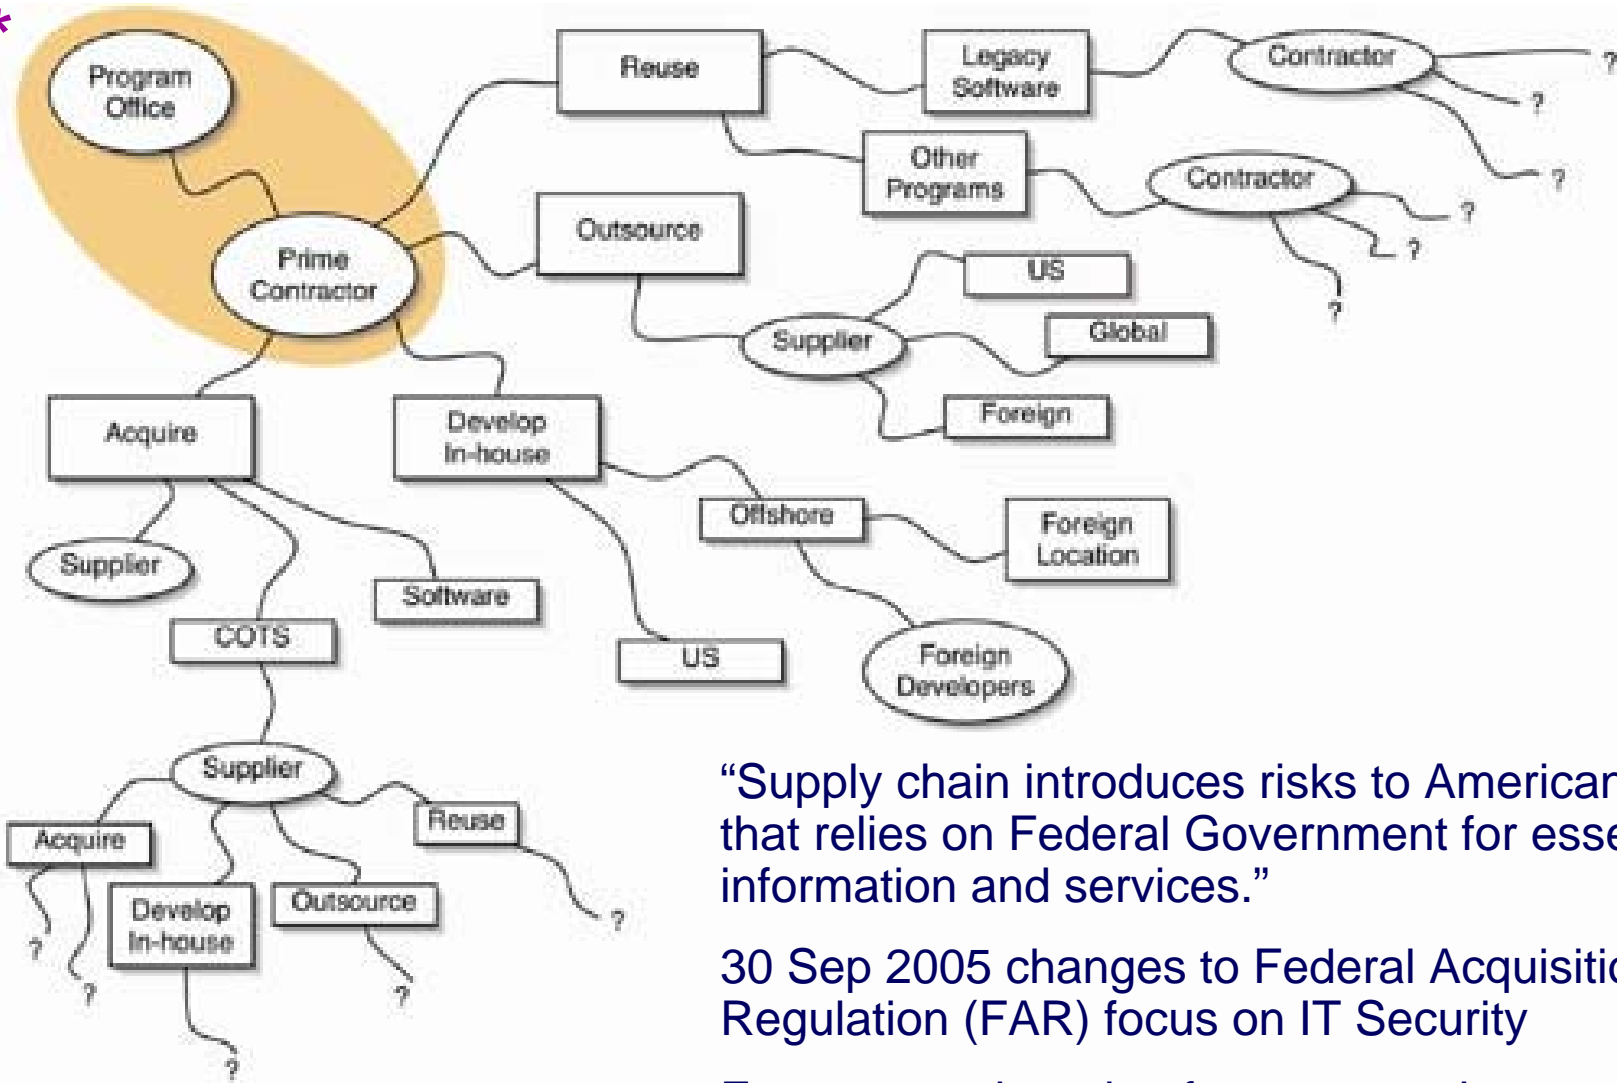 *
Program
Office
Prime
Contractor
Reuse
Legacy
Software
Contractor
?
?
?
Other
Programs
Contractor
?
?
?
Outsource
Supplier
US
Global
Foreign
Acquire
Supplier
COTS
Software
Develop
In-house
US
Offshore
Foreign
Location
Foreign
Developers
Supplier
Acquire
?
?
Develop
In-house
?
Outsource
?
Reuse
?
“Supply chain introduces risks to American
that relies on Federal Government for esse
information and services.”
30 Sep 2005 changes to Federal Acquisitio
Regulation (FAR) focus on IT Security